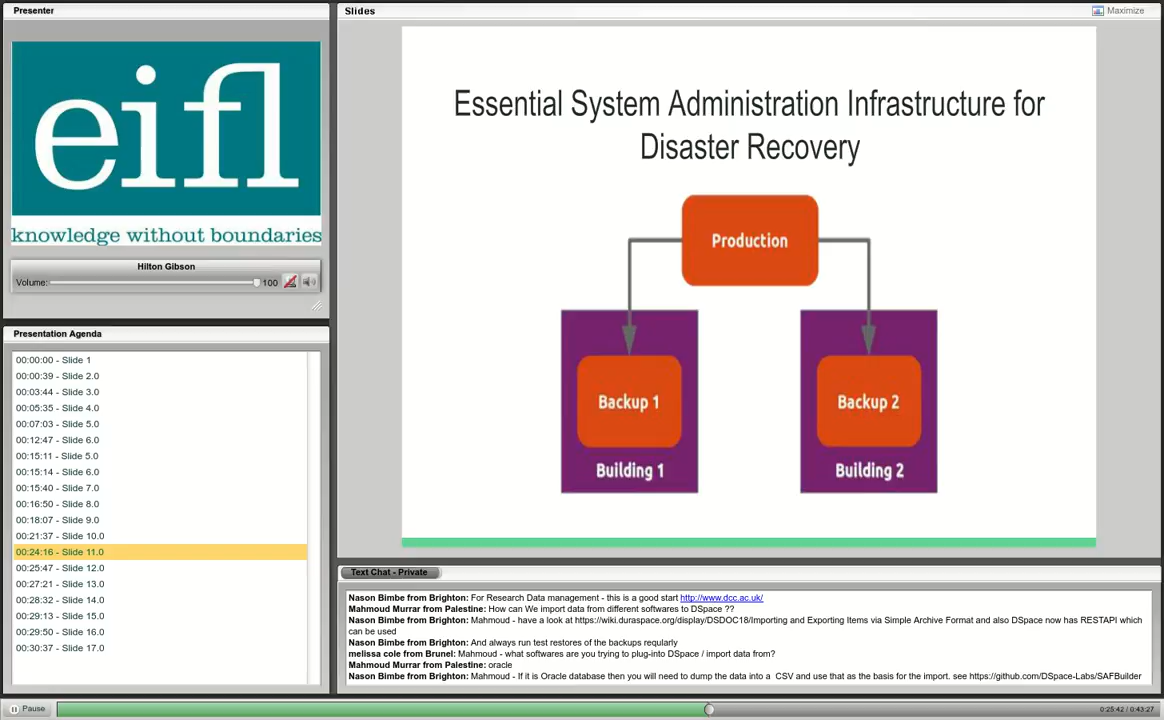 Presenter
eifl
knowledge without boundaries
Hilton Gibson
Volume: 100
Presentation Agenda
00:00:00 - Slide 1
00:00:39 - Slide 2.0
00:03:44 - Slide 3.0
00:05:35 - Slide 4.0
00:07:03 - Slide 5.0
00:12:47 - Slide 6.0
00:15:11 - Slide 5.0
00:15:14 - Slide 6.0
00:15:40 - Slide 7.0
00:16:50 - Slide 8.0
00:18:07 - Slide 9.0
00:21:37 - Slide 10.0
00:24:16 - Slide 11.0
00:25:47 - Slide 12.0
00:27:21 - Slide 13.0
00:28:32 - Slide 14.0
00:29:13 - Slide 15.0
00:29:50 - Slide 16.0
00:30:37 - Slide 17.0
Slides
Maximize
Essential System Administration Infrastructure for
Disaster Recovery
Production
Backup 1
Building 1
Backup 2
Building 2
Text Chat - Private
Nason Bimbe from Brighton: For Research Data management - this is a good start http://www.dcc.ac.uk/
Mahmoud Murrar from Palestine: How can We import data from different softwares to DSpace ??
Nason Bimbe from Brighton: Mahmoud - have a look at https://wiki.duraspace.org/display/DSDOC18/Importing and Exporting Items via Simple Archive Format and also DSpace now has RESTAPI which
can be used
Nason Bimbe from Brighton: And always run test restores of the backups reqularly
melissa cole from Brunel: Mahmoud - what softwares are you trying to plug-into DSpace / import data from?
Mahmoud Murrar from Palestine: oracle
Nason Bimbe from Brighton: Mahmoud - If it is Oracle database then you will need to dump the data into a CSV and use that as the basis for the import. see https://github.com/DSpace-Labs/SAFBuilder
Pause
0:25:42 / 0:43:27